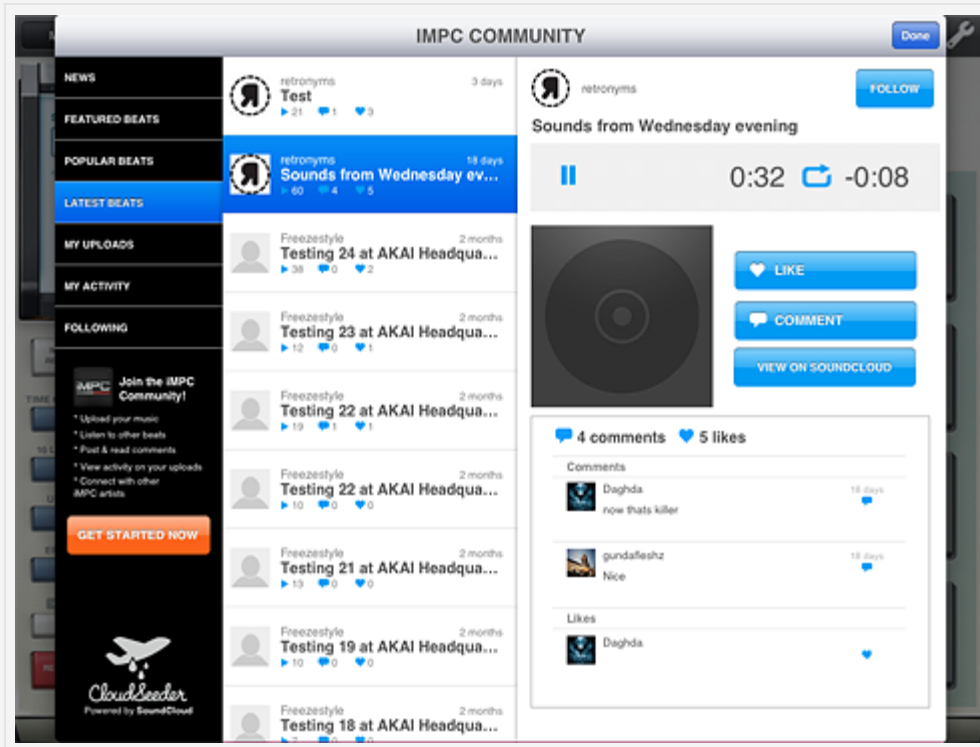 IMPC COMMUNITY
Done
NEWS
FEATURED BEATS
POPULAR BEATS
LATEST BEATS
MY UPLOADS
MY ACTIVITY
FOLLOWING
iMPC
Join the iMPC
Community!
* Upload your music
* Listen to other beats
* Post & read comments
* View activity on your uploads
* Connect with other
iMPC artists
GET STARTED NOW
CloudSeeder
Powered by SoundCloud
retronyms 3 days
Test
21 1 3
retronyms 18 days
Sounds from Wednesday ev...
60 4 5
Freezestyle 2 months
Testing 24 at AKAI Headqua...
38 0 2
Freezestyle 2 months
Testing 23 at AKAI Headqua...
12 0 1
Freezestyle 2 months
Testing 22 at AKAI Headqua...
19 1 1
Freezestyle 2 months
Testing 22 at AKAI Headqua...
10 0 0
Freezestyle 2 months
Testing 21 at AKAI Headqua...
13 0 0
Freezestyle 2 months
Testing 19 at AKAI Headqua...
10 0 0
Freezestyle 2 months
Testing 18 at AKAI Headqua...
retronyms
FOLLOW
Sounds from Wednesday evening
0:32 -0:08
LIKE
COMMENT
VIEW ON SOUNDCLOUD
4 comments 5 likes
Comments
Daghda 18 days
now thats killer
gundafleshz 18 days
Nice
Likes
Daghda